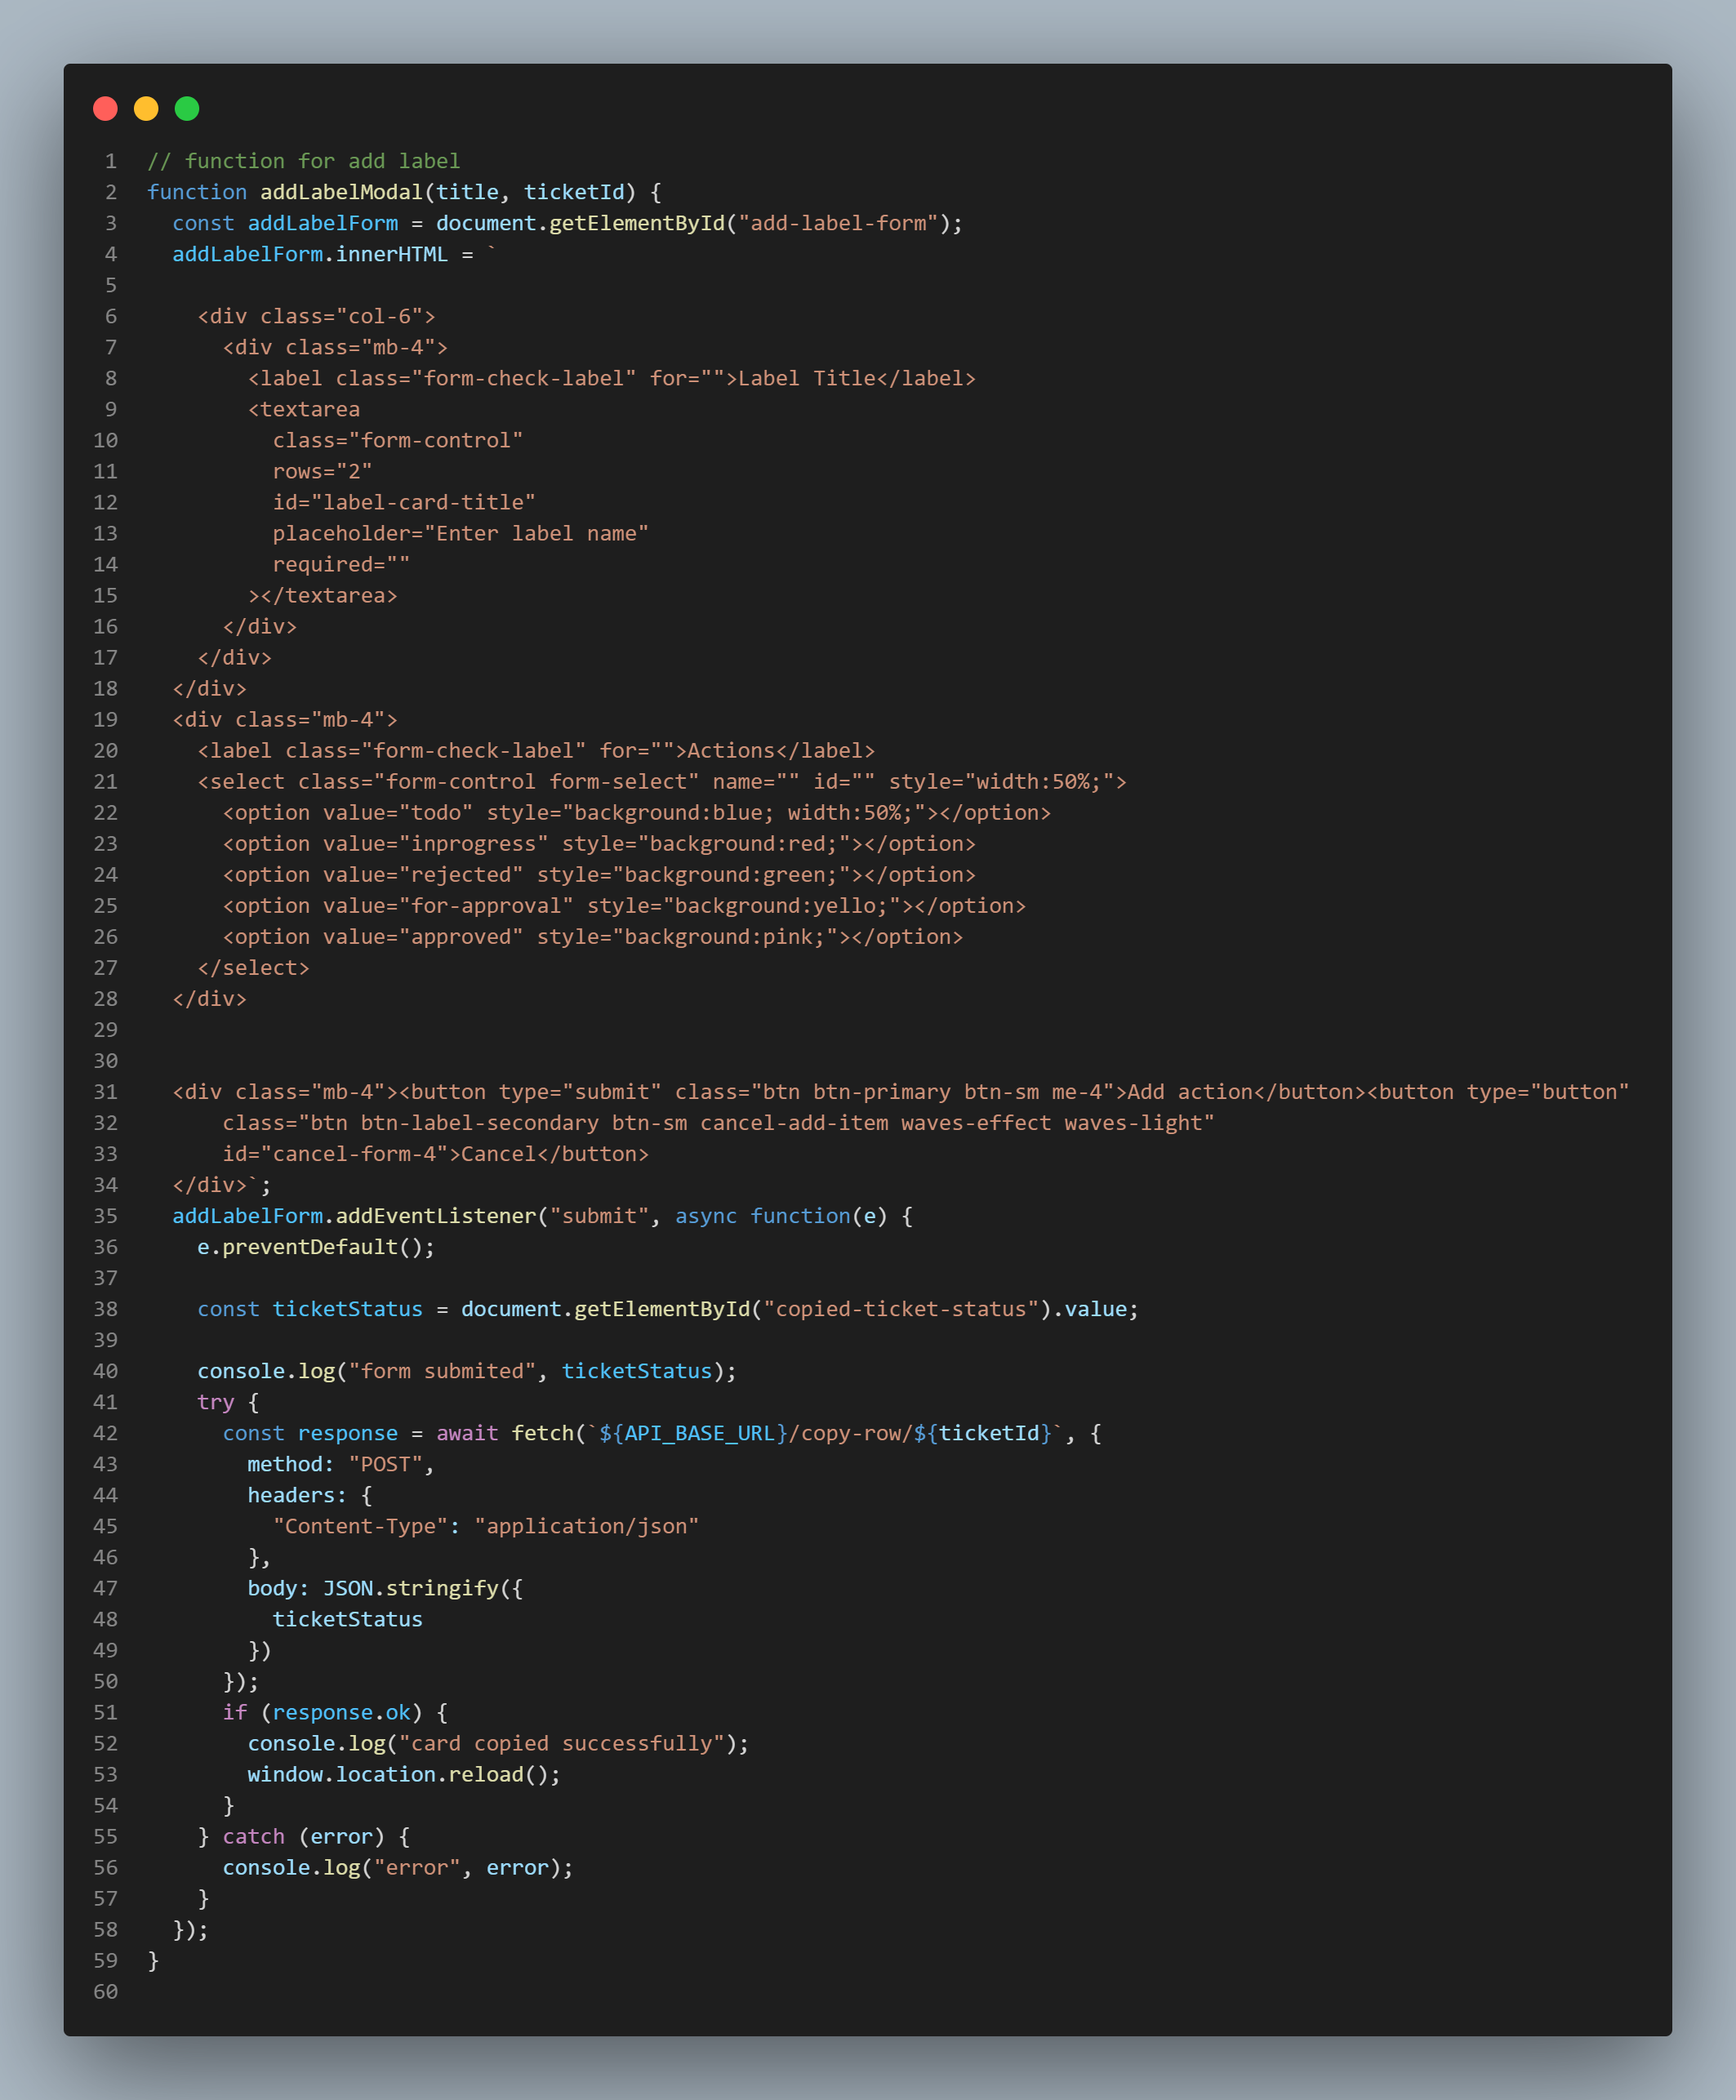 1 // function for add label
2 function addLabelModal(title, ticketId) {
3   const addLabelForm = document.getElementById("add-label-form");
4   addLabelForm.innerHTML = `
5
6     <div class="col-6">
7       <div class="mb-4">
8         <label class="form-check-label" for="">Label Title</label>
9         <textarea
10           class="form-control"
11           rows="2"
12           id="label-card-title"
13           placeholder="Enter label name"
14           required=""
15         ></textarea>
16       </div>
17     </div>
18   </div>
19   <div class="mb-4">
20     <label class="form-check-label" for="">Actions</label>
21     <select class="form-control form-select" name="" id="" style="width:50%;">
22       <option value="todo" style="background:blue; width:50%;"></option>
23       <option value="inprogress" style="background:red;"></option>
24       <option value="rejected" style="background:green;"></option>
25       <option value="for-approval" style="background:yello;"></option>
26       <option value="approved" style="background:pink;"></option>
27     </select>
28   </div>
29
30
31   <div class="mb-4"><button type="submit" class="btn btn-primary btn-sm me-4">Add action</button><button type="button"
32       class="btn btn-label-secondary btn-sm cancel-add-item waves-effect waves-light"
33       id="cancel-form-4">Cancel</button>
34   </div>`;
35   addLabelForm.addEventListener("submit", async function(e) {
36     e.preventDefault();
37
38     const ticketStatus = document.getElementById("copied-ticket-status").value;
39
40     console.log("form submited", ticketStatus);
41     try {
42       const response = await fetch(`${API_BASE_URL}/copy-row/${ticketId}`, {
43         method: "POST",
44         headers: {
45           "Content-Type": "application/json"
46         },
47         body: JSON.stringify({
48           ticketStatus
49         })
50       });
51       if (response.ok) {
52         console.log("card copied successfully");
53         window.location.reload();
54       }
55     } catch (error) {
56       console.log("error", error);
57     }
58   });
59 }
60